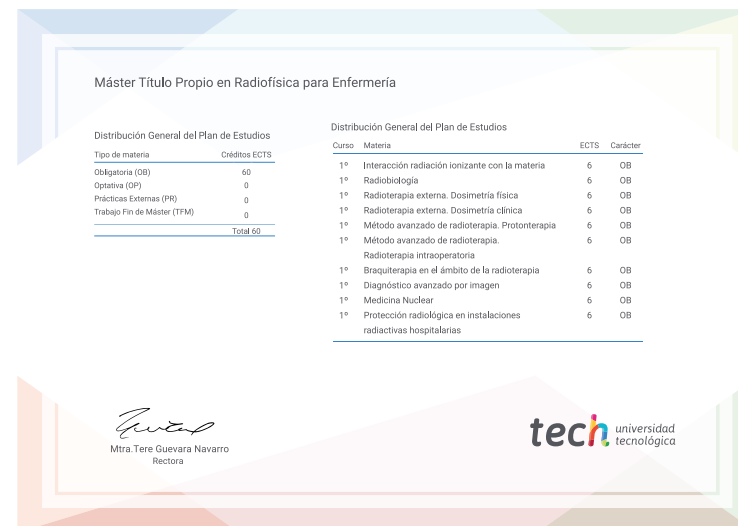 Máster Título Propio en Radiofísica para Enfermería
Distribución General del Plan de Estudios
Tipo de materia Créditos ECTS
Obligatoria (OB) 60
Optativa (OP) 0
Prácticas Externas (PR) 0
Trabajo Fin de Máster (TFM) 0
Total 60
Distribución General del Plan de Estudios
Curso Materia ECTS Carácter
1º Interacción radiación ionizante con la materia 6 OB
1º Radiobiología 6 OB
1º Radioterapia externa. Dosimetría física 6 OB
1º Radioterapia externa. Dosimetría clínica 6 OB
1º Método avanzado de radioterapia. Protonterapia 6 OB
1º Método avanzado de radioterapia. 6 OB
Radioterapia intraoperatoria
1º Braquiterapia en el ámbito de la radioterapia 6 OB
1º Diagnóstico avanzado por imagen 6 OB
1º Medicina Nuclear 6 OB
1º Protección radiológica en instalaciones 6 OB
radiactivas hospitalarias
Mtra.Tere Guevara Navarro
Rectora
tech universidad
tecnológica